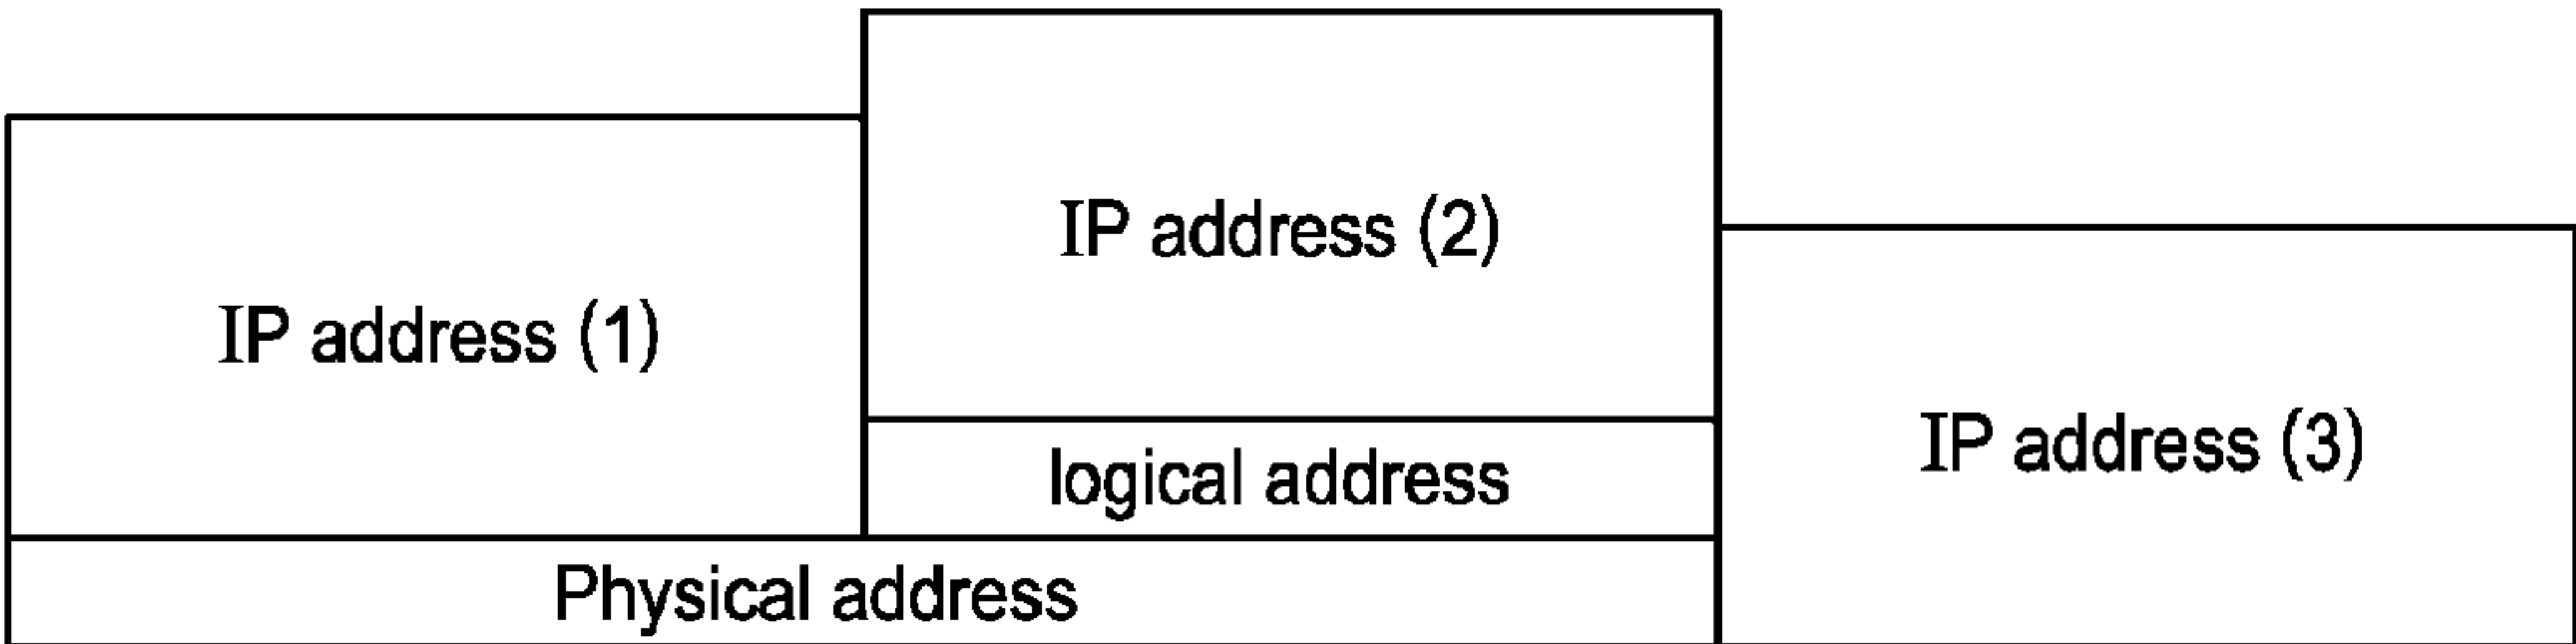 IP address (1)
IP address (2)
IP address (3)
logical address
Physical address